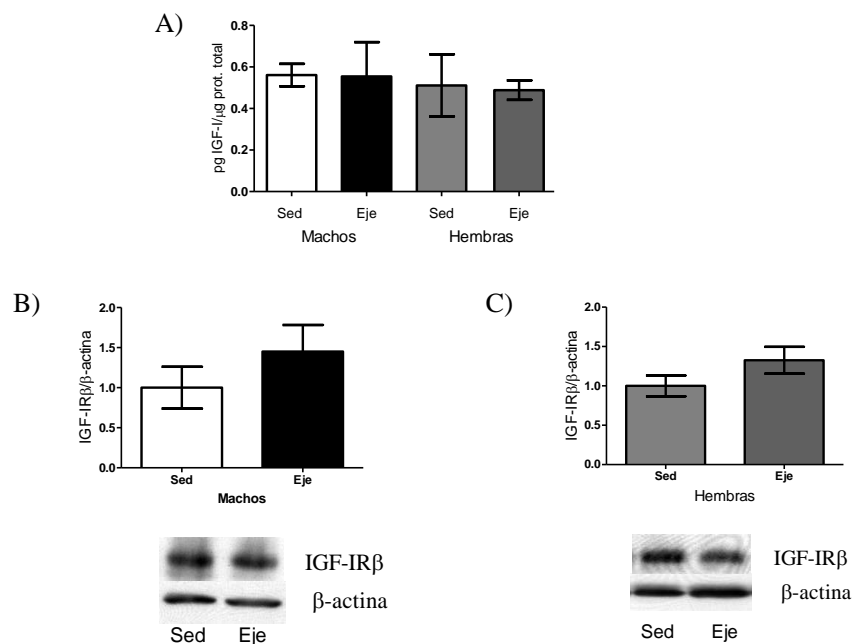 A)
pg IGF-I/µg prot. total
0.8
0.6
0.4
0.2
0.0
Sed Eje Sed Eje
Machos Hembras
B)
IGF-IRβ/β-actina
2.0
1.5
1.0
0.5
0.0
Sed Eje
Machos
IGF-IRβ
β-actina
Sed Eje
C)
IGF-IRβ/β-actina
2.0
1.5
1.0
0.5
0.0
Sed Eje
Hembras
IGF-IRβ
β-actina
Sed Eje